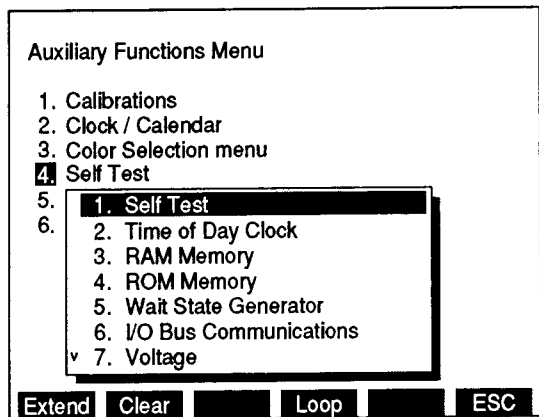 Auxiliary Functions Menu
1. Calibrations
2. Clock / Calendar
3. Color Selection menu
4. Self Test
5.
6.
1. Self Test
2. Time of Day Clock
3. RAM Memory
4. ROM Memory
5. Wait State Generator
6. I/O Bus Communications
v 7. Voltage
Extend Clear Loop ESC